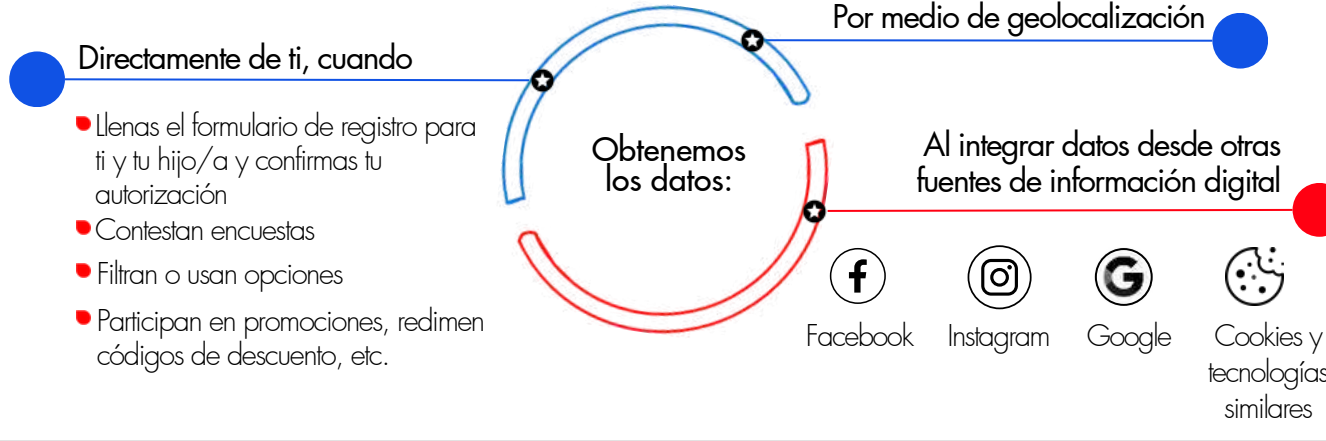 Directamente de ti, cuando
Llenas el formulario de registro para
ti y tu hijo/a y confirmas tu
autorización
Contestan encuestas
Filtran o usan opciones
Participan en promociones, redimen
códigos de descuento, etc.
Obtenemos
los datos:
Por medio de geolocalización
Al integrar datos desde otras
fuentes de información digital
Facebook
Instagram
Google
Cookies y
tecnologías
similares